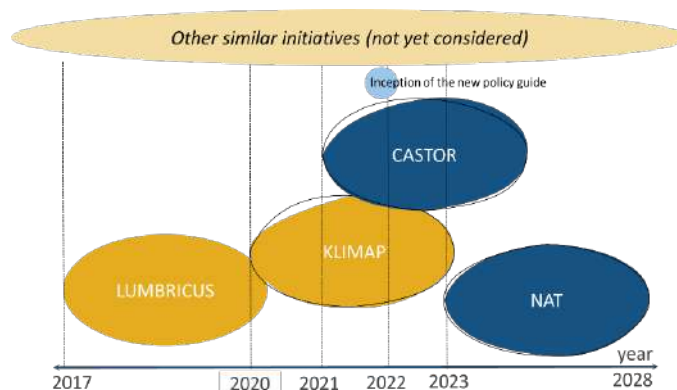 Other similar initiatives (not yet considered)
Inception of the new policy guide
CASTOR
KLIMAP
LUMBRICUS
NAT
year
2017 2020 2021 2022 2023 2028